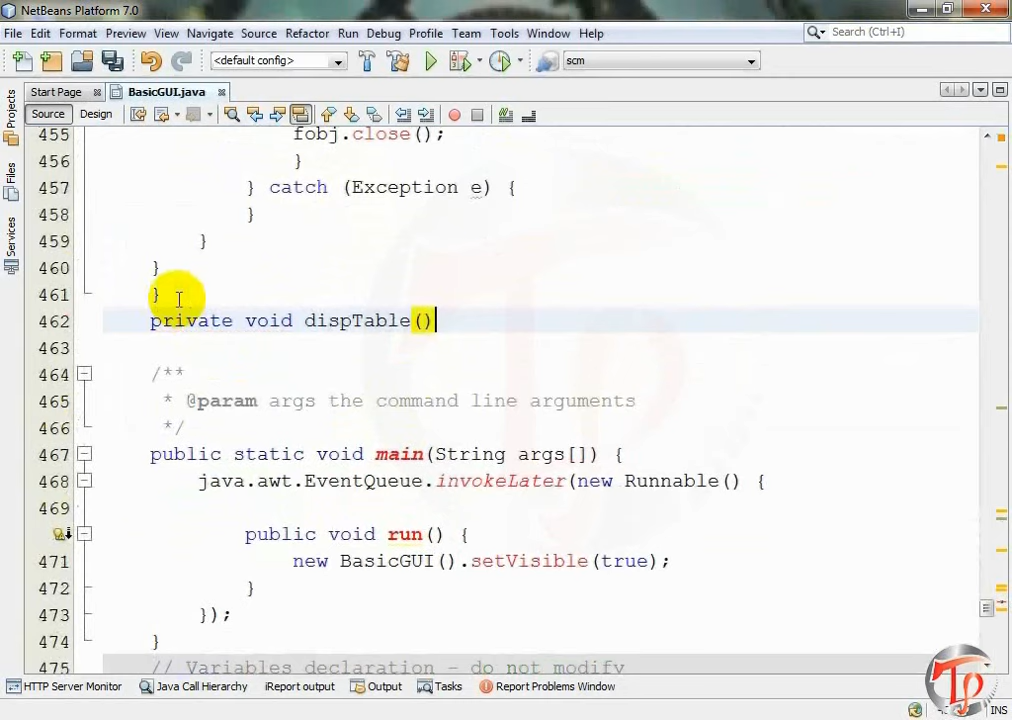 NetBeans Platform 7.0
File Edit Format Preview View Navigate Source Refactor Run Debug Profile Team Tools Window Help
Search (Ctrl+I)
<default config>
scm
Start Page
BasicGUI.java
Source Design
Projects
Files
Services
455 fobj.close();
456 }
457 } catch (Exception e) {
458 }
459 }
460 }
461 }
462 private void dispTable()
463
464 /**
465 * @param args the command line arguments
466 */
467 public static void main(String args[]) {
468 java.awt.EventQueue.invokeLater(new Runnable() {
469
public void run() {
471 new BasicGUI().setVisible(true);
472 }
473 });
474 }
475 // Variables declaration - do not modify
HTTP Server Monitor Java Call Hierarchy iReport output Output Tasks Report Problems Window
INS